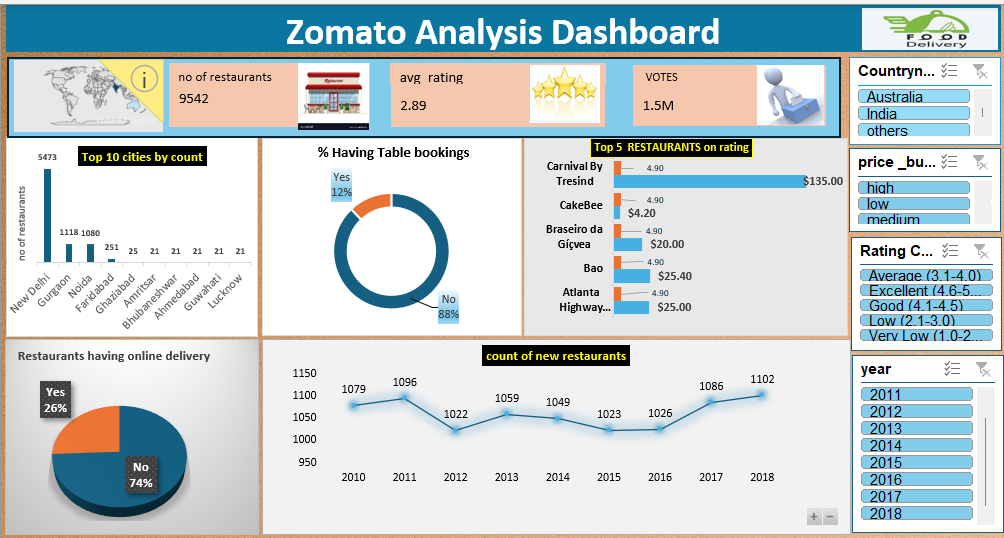 Zomato Analysis Dashboard
FOOD
Delivery
i
no of restaurants
9542
avg rating
2.89
VOTES
1.5M
Countryn...
Australia
India
others
price _bu...
high
low
medium
Rating C...
Average (3.1-4.0)
Excellent (4.6-5...
Good (4.1-4.5)
Low (2.1-3.0)
Very Low (1.0-2...
year
2011
2012
2013
2014
2015
2016
2017
2018
Top 10 cities by count
no of restaurants
5473
1118
1080
251
25
21
21
21
21
21
New Delhi
Gurgaon
Noida
Faridabad
Ghaziabad
Amritsar
Bhubaneshwar
Ahmedabad
Guwahati
Lucknow
% Having Table bookings
Yes
12%
No
88%
Top 5 RESTAURANTS on rating
Carnival By
Tresind
4.90
$135.00
CakeBee
4.90
$4.20
Braseiro da
Gíçvea
4.90
$20.00
Bao
4.90
$25.40
Atlanta
Highway...
4.90
$25.00
Restaurants having online delivery
Yes
26%
No
74%
count of new restaurants
1150
1100
1050
1000
950
1079
1096
1022
1059
1049
1023
1026
1086
1102
2010
2011
2012
2013
2014
2015
2016
2017
2018
+ −